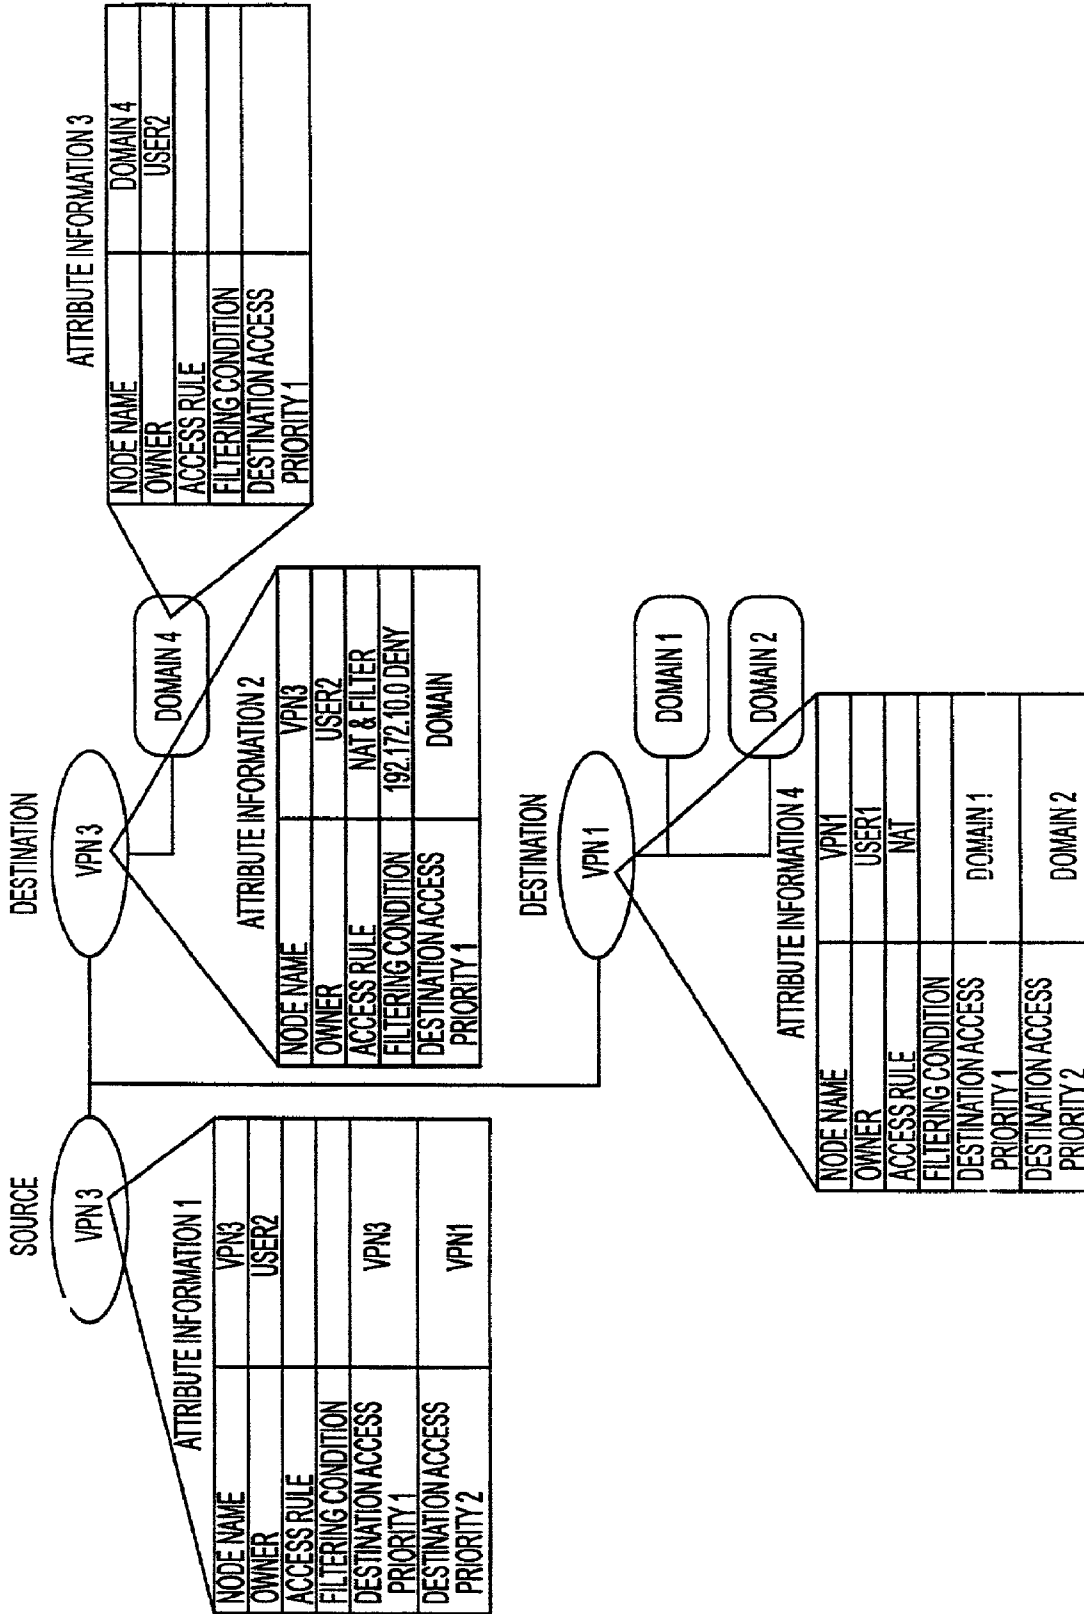 SOURCE
VPN 3
ATTRIBUTE INFORMATION 1
NODE NAME VPN3
OWNER USER2
ACCESS RULE
FILTERING CONDITION
DESTINATION ACCESS
PRIORITY 1 VPN3
DESTINATION ACCESS
PRIORITY 2 VPN1
DESTINATION
VPN 3
DOMAIN 4
ATTRIBUTE INFORMATION 2
NODE NAME VPN3
OWNER USER2
ACCESS RULE NAT & FILTER
FILTERING CONDITION 192.172.10.0 DENY
DESTINATION ACCESS
PRIORITY 1 DOMAIN
ATTRIBUTE INFORMATION 3
NODE NAME DOMAIN 4
OWNER USER2
ACCESS RULE
FILTERING CONDITION
DESTINATION ACCESS
PRIORITY 1
DESTINATION
VPN 1
DOMAIN 1
DOMAIN 2
ATTRIBUTE INFORMATION 4
NODE NAME VPN1
OWNER USER1
ACCESS RULE NAT
FILTERING CONDITION
DESTINATION ACCESS
PRIORITY 1 DOMAIN 1
DESTINATION ACCESS
PRIORITY 2 DOMAIN 2